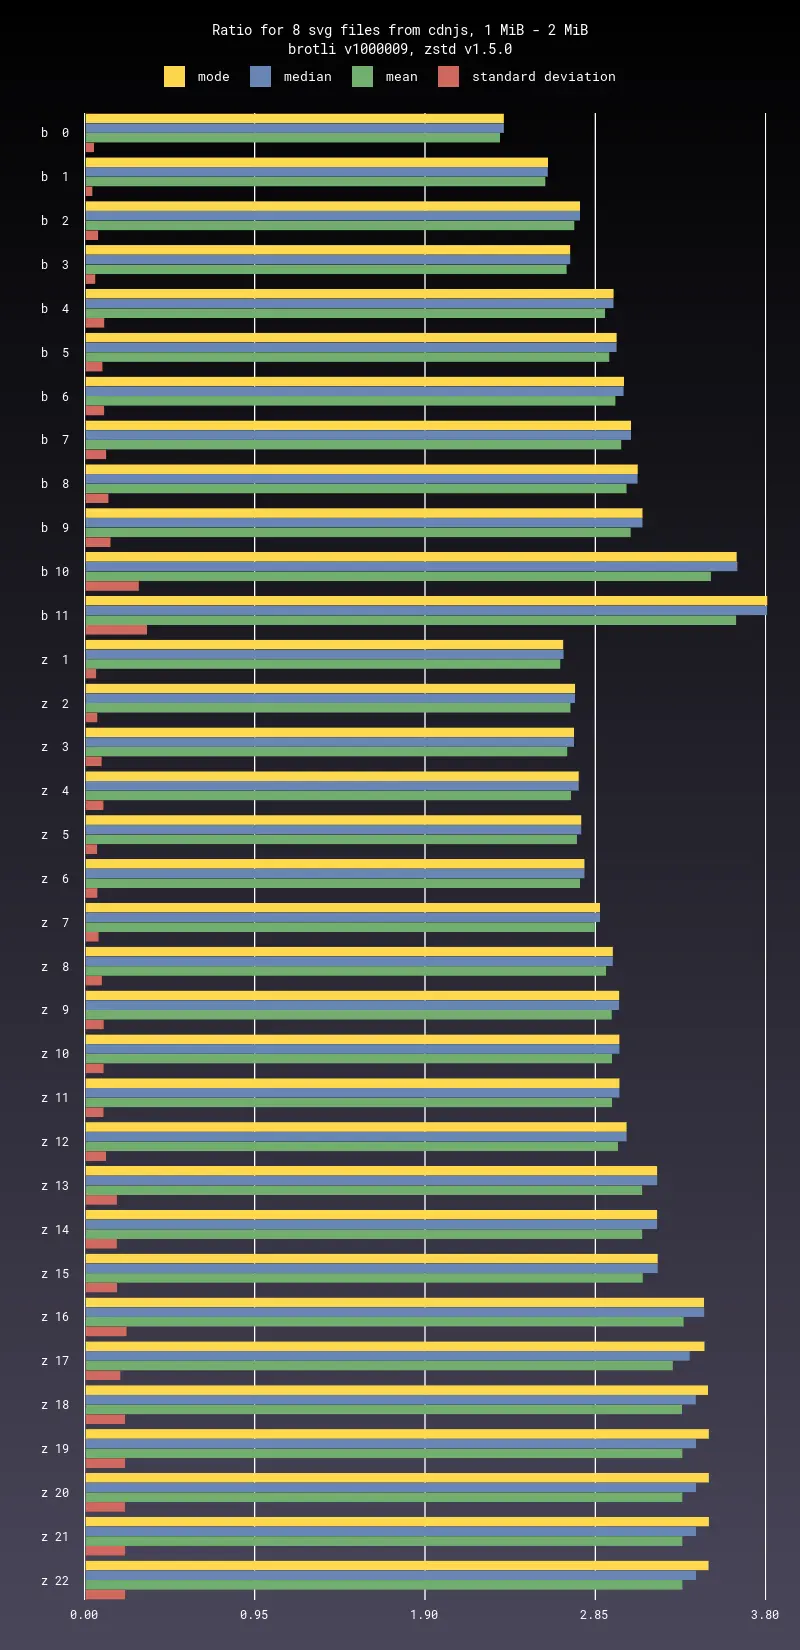 Ratio for 8 svg files from cdnjs, 1 MiB - 2 MiB
brotli v1000009, zstd v1.5.0
mode median mean standard deviation
b 0
b 1
b 2
b 3
b 4
b 5
b 6
b 7
b 8
b 9
b 10
b 11
z 1
z 2
z 3
z 4
z 5
z 6
z 7
z 8
z 9
z 10
z 11
z 12
z 13
z 14
z 15
z 16
z 17
z 18
z 19
z 20
z 21
z 22
0.00 0.95 1.90 2.85 3.80